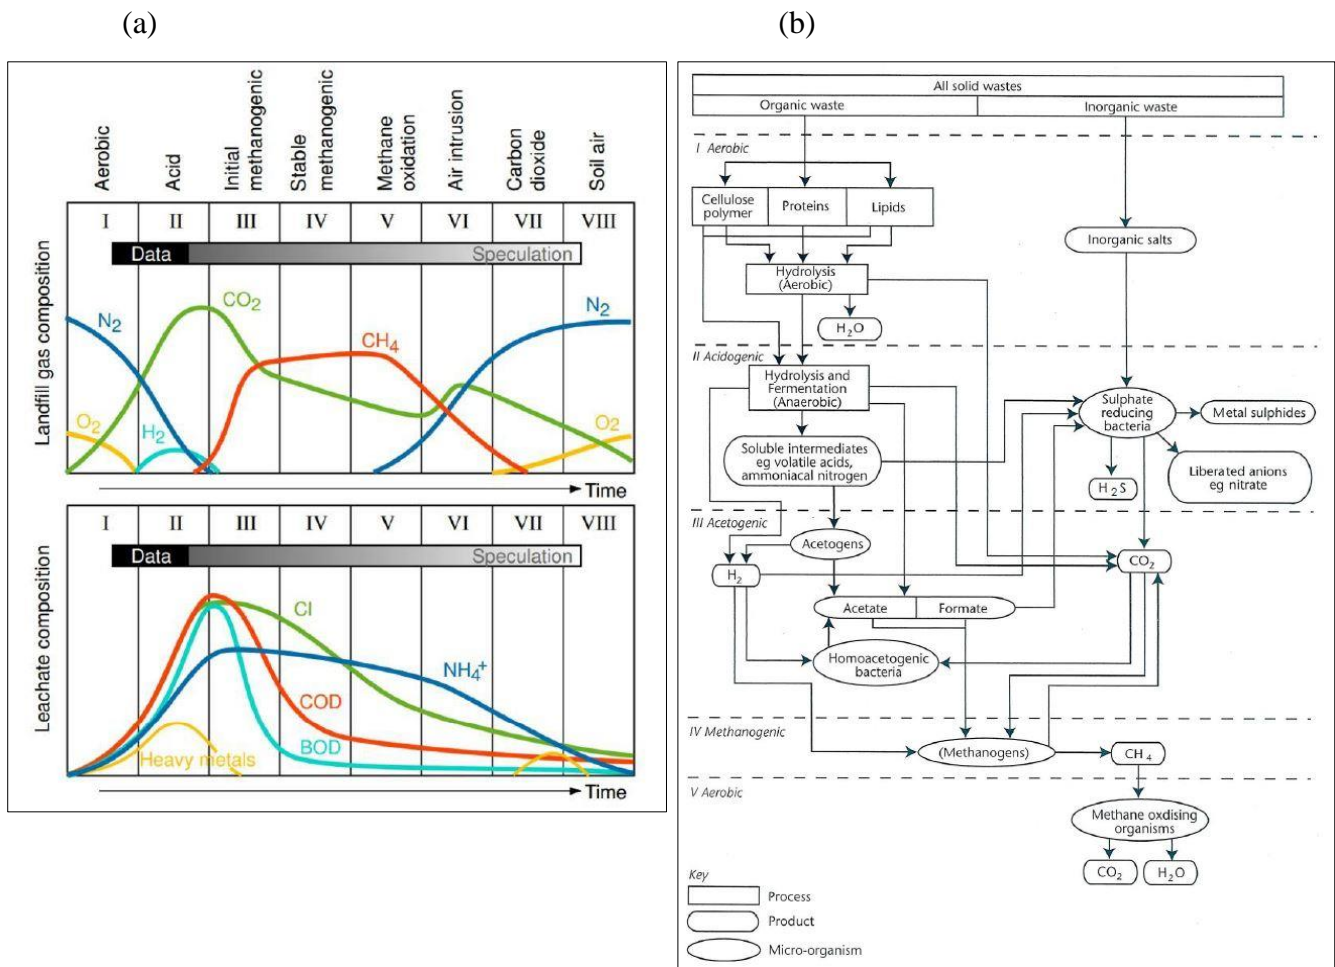 (a)
(b)
Aerobic
Acid
Initial
methanogenic
Stable
methanogenic
Methane
oxidation
Air intrusion
Carbon
dioxide
Soil air
I II III IV V VI VII VIII
Data Speculation
Landfill gas composition
N2
O2
H2
CO2
CH4
N2
O2
Time
I II III IV V VI VII VIII
Data Speculation
Leachate composition
Cl
NH4+
COD
BOD
Heavy metals
Time
All solid wastes
Organic waste
Inorganic waste
I Aerobic
Cellulose
polymer
Proteins
Lipids
Inorganic salts
Hydrolysis
(Aerobic)
H2O
II Acidogenic
Hydrolysis and
Fermentation
(Anaerobic)
Sulphate
reducing
bacteria
Metal sulphides
Soluble intermediates
eg volatile acids,
ammoniacal nitrogen
H2S
Liberated anions
eg nitrate
III Acetogenic
Acetogens
H2
CO2
Acetate
Formate
Homoacetogenic
bacteria
IV Methanogenic
(Methanogens)
CH4
V Aerobic
Methane oxdising
organisms
CO2
H2O
Key
Process
Product
Micro-organism